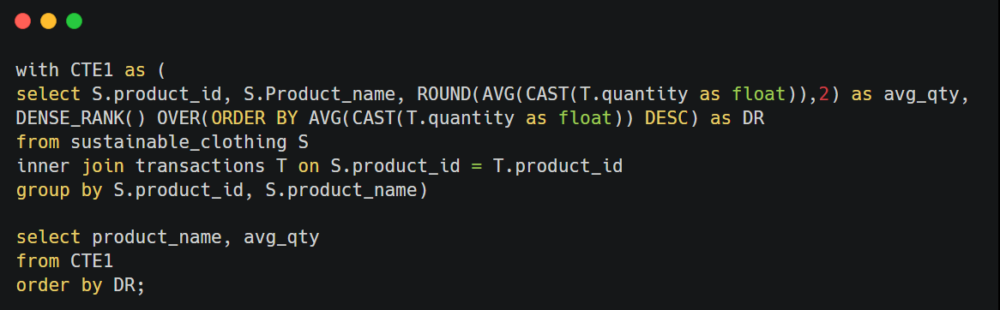 with CTE1 as (
select S.product_id, S.Product_name, ROUND(AVG(CAST(T.quantity as float)),2) as avg_qty,
DENSE_RANK() OVER(ORDER BY AVG(CAST(T.quantity as float)) DESC) as DR
from sustainable_clothing S
inner join transactions T on S.product_id = T.product_id
group by S.product_id, S.product_name)
select product_name, avg_qty
from CTE1
order by DR;